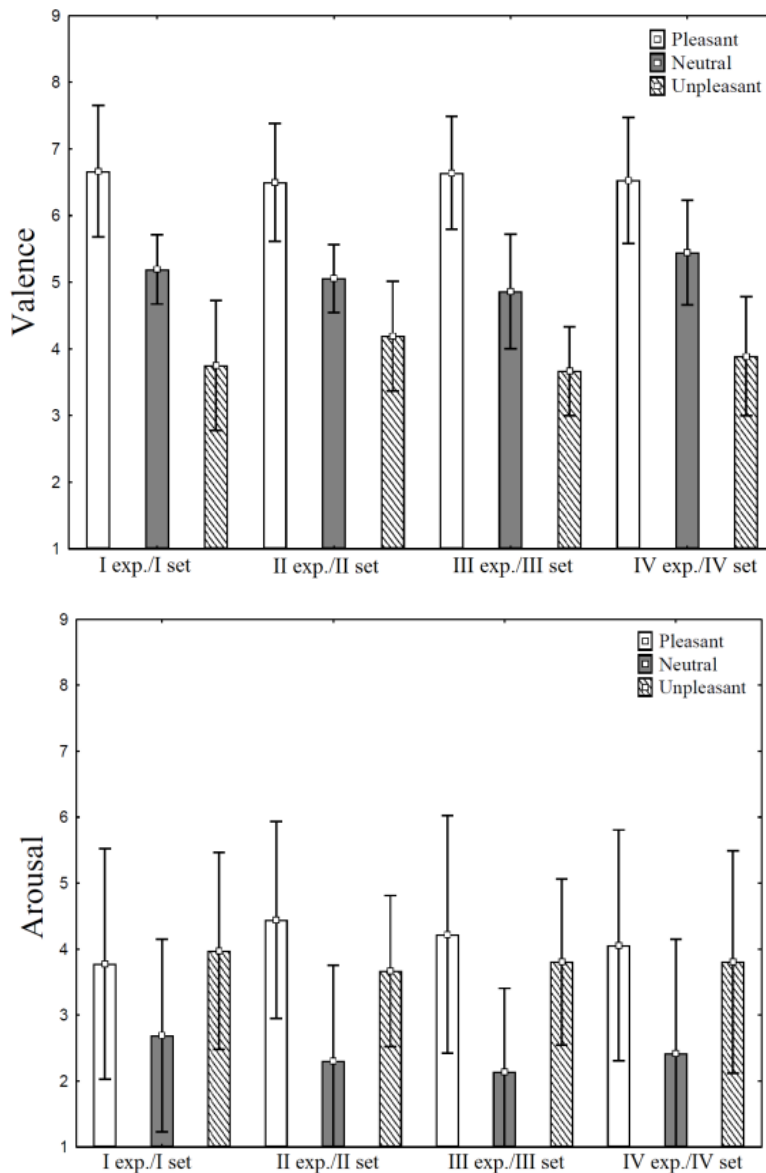 9
8
7
6
5
4
3
2
1
Valence
Pleasant
Neutral
Unpleasant
I exp./I set
II exp./II set
III exp./III set
IV exp./IV set
9
8
7
6
5
4
3
2
1
Arousal
Pleasant
Neutral
Unpleasant
I exp./I set
II exp./II set
III exp./III set
IV exp./IV set